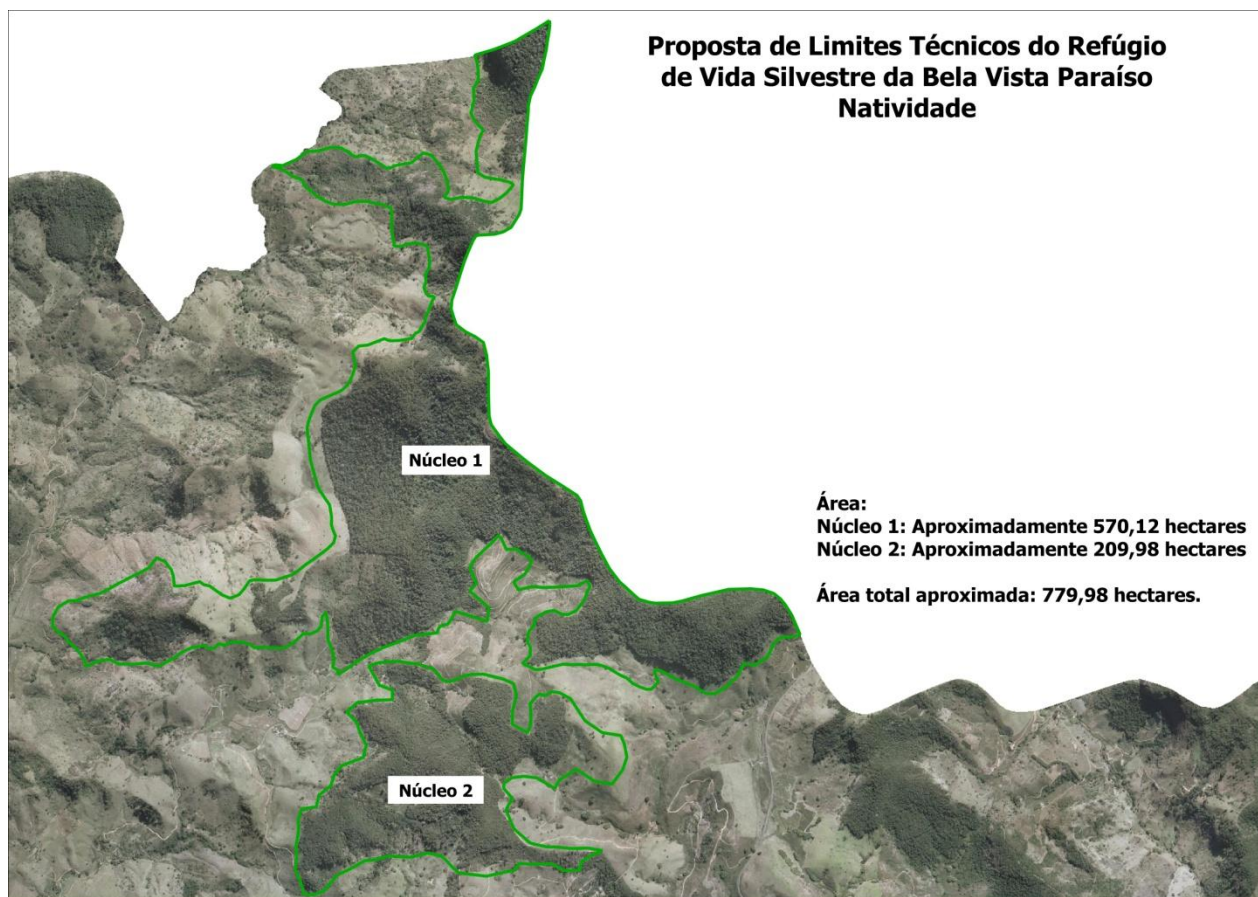 Proposta de Limites Técnicos do Refúgio
de Vida Silvestre da Bela Vista Paraíso
Natividade
Núcleo 1
Área:
Núcleo 1: Aproximadamente 570,12 hectares
Núcleo 2: Aproximadamente 209,98 hectares
Área total aproximada: 779,98 hectares.
Núcleo 2